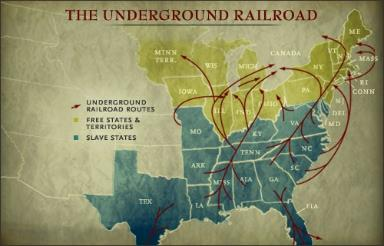 THE UNDERGROUND RAILROAD
ME
MINN
TERR.
CANADA
VT
WIS
MICH
NY
MASS
RI
CONN
IOWA
PA
UNDERGROUND
RAILROAD ROUTES
FREE STATES &
TERRITORIES
SLAVE STATES
ILL
IND
OHIO
NJ
DEL
MD
VA
MO
KY
NC
TENN
SC
ARK
MISS
ALA
GA
TEX
LA
FLA